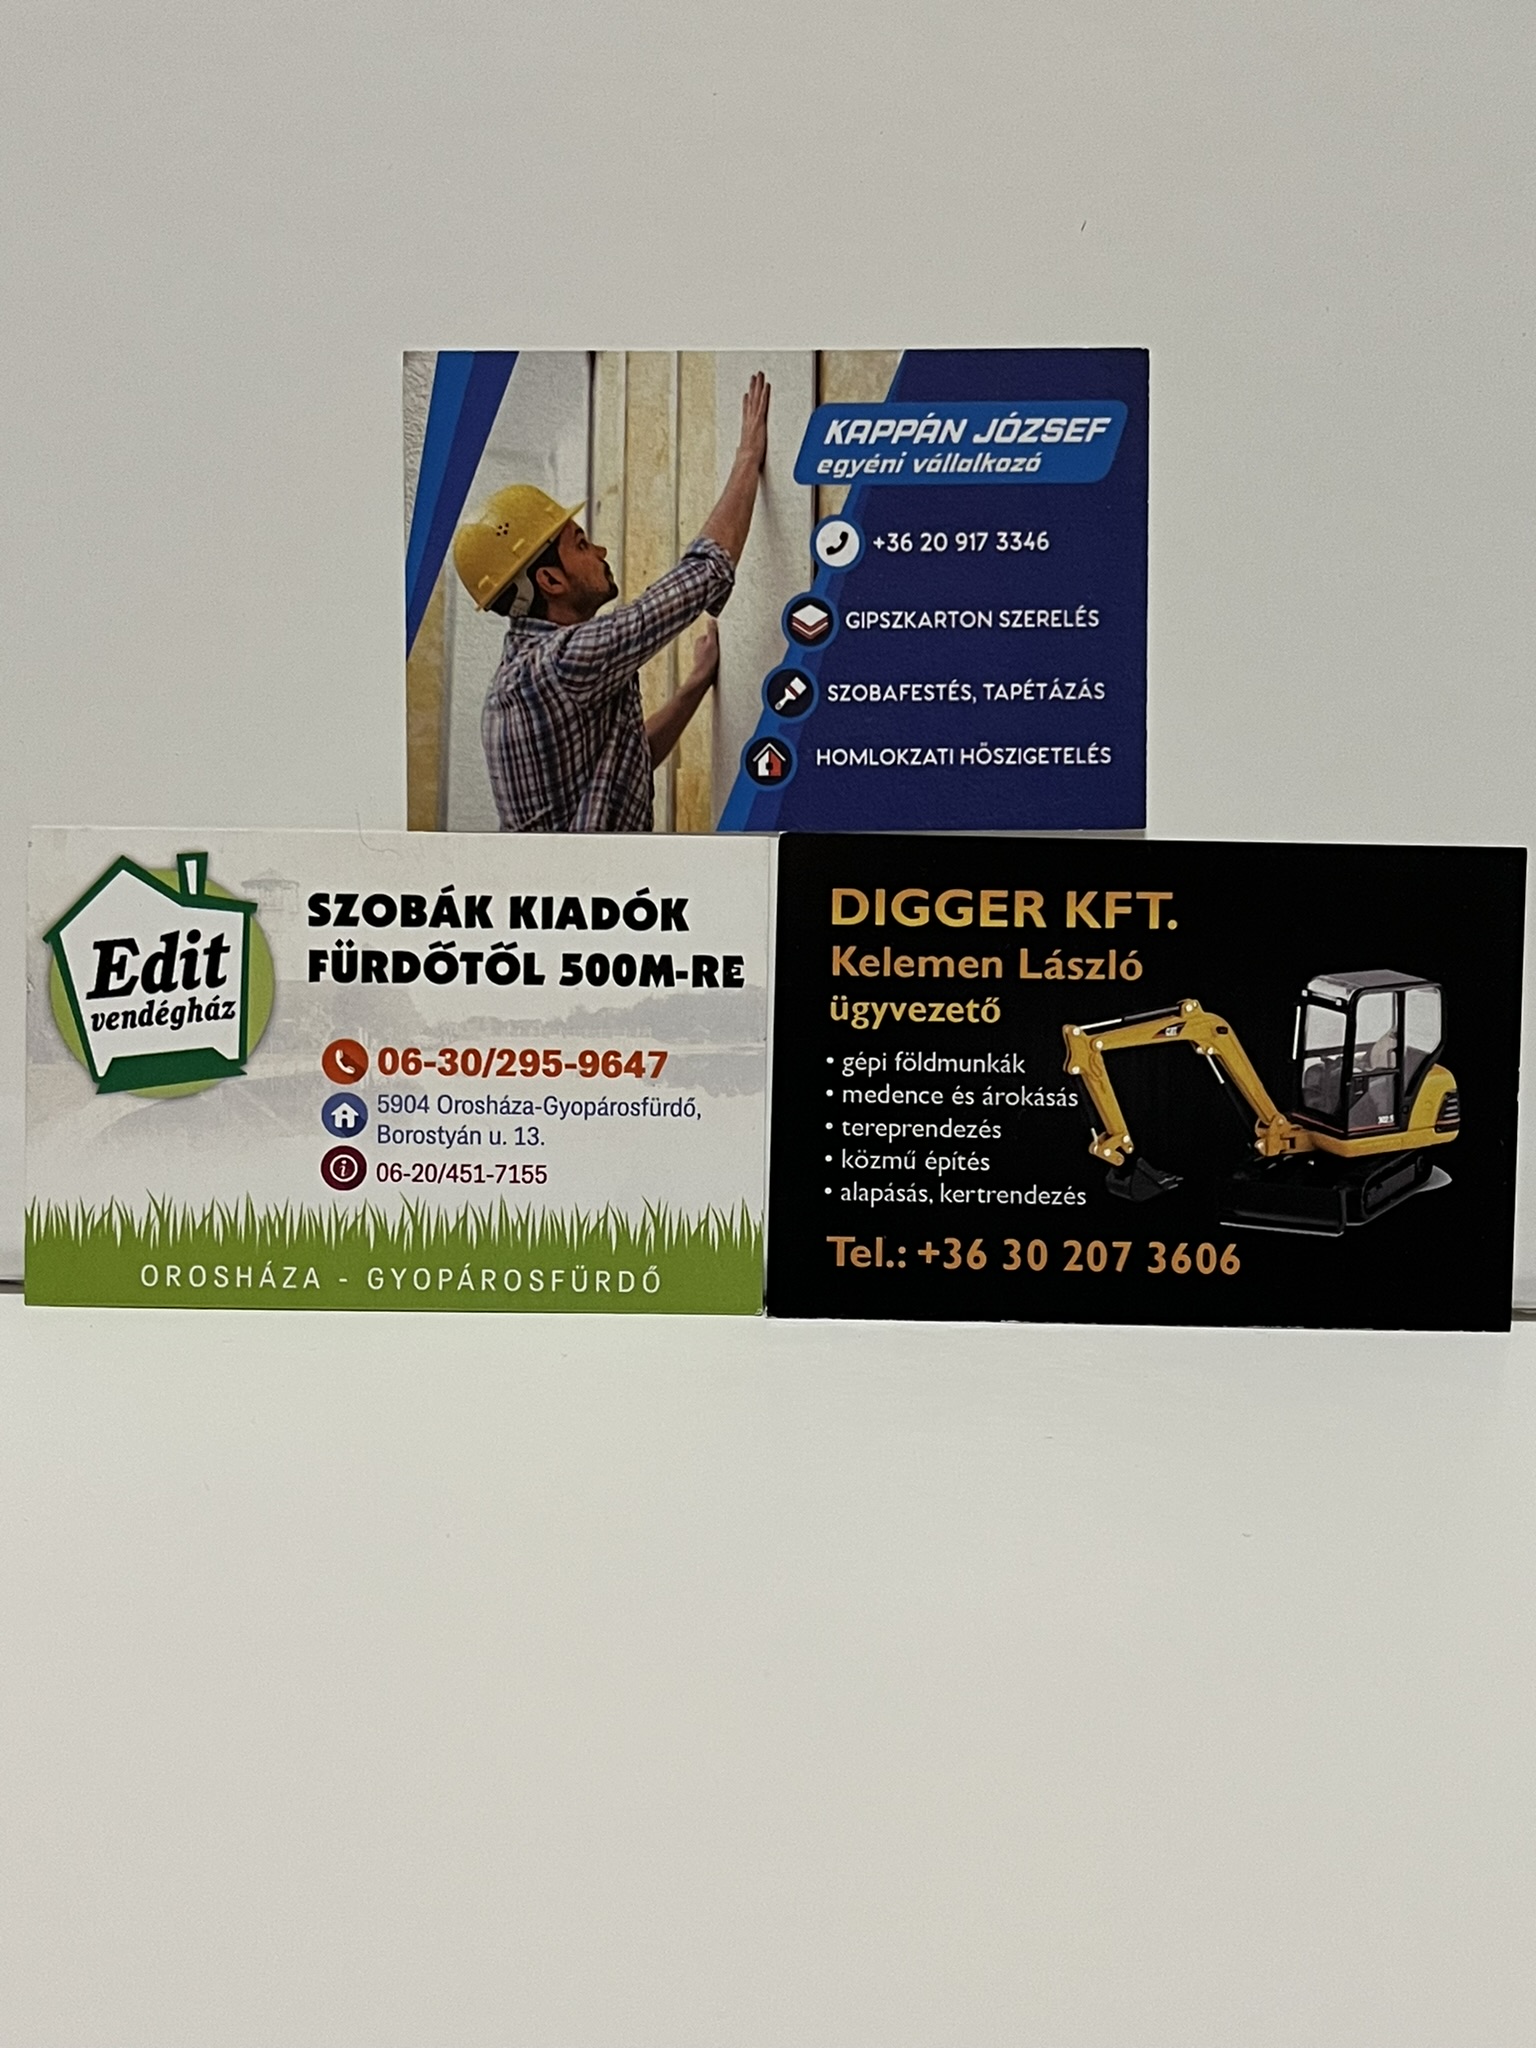 KAPPÁN JÓZSEF
egyéni vállalkozó
+36 20 917 3346
GIPSZKARTON SZERELÉS
SZOBAFESTÉS, TAPÉTÁZÁS
HOMLOKZATI HŐSZIGETELÉS
Edit
vendégház
SZOBÁK KIADÓK
FÜRDŐTŐL 500M-RE
06-30/295-9647
5904 Orosháza-Gyopárosfürdő,
Borostyán u. 13.
06-20/451-7155
OROSHÁZA - GYOPÁROSFÜRDŐ
DIGGER KFT.
Kelemen László
ügyvezető
• gépi földmunkák
• medence és árokásás
• tereprendezés
• közmű építés
• alapásás, kertrendezés
Tel.: +36 30 207 3606
CAT